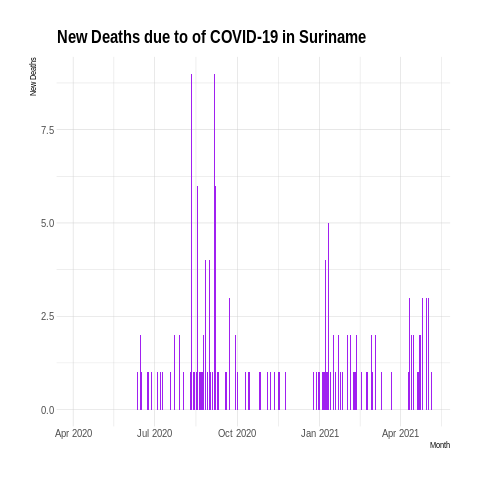 New Deaths due to of COVID-19 in Suriname
New Deaths
7.5
5.0
2.5
0.0
Apr 2020 Jul 2020 Oct 2020 Jan 2021 Apr 2021
Month